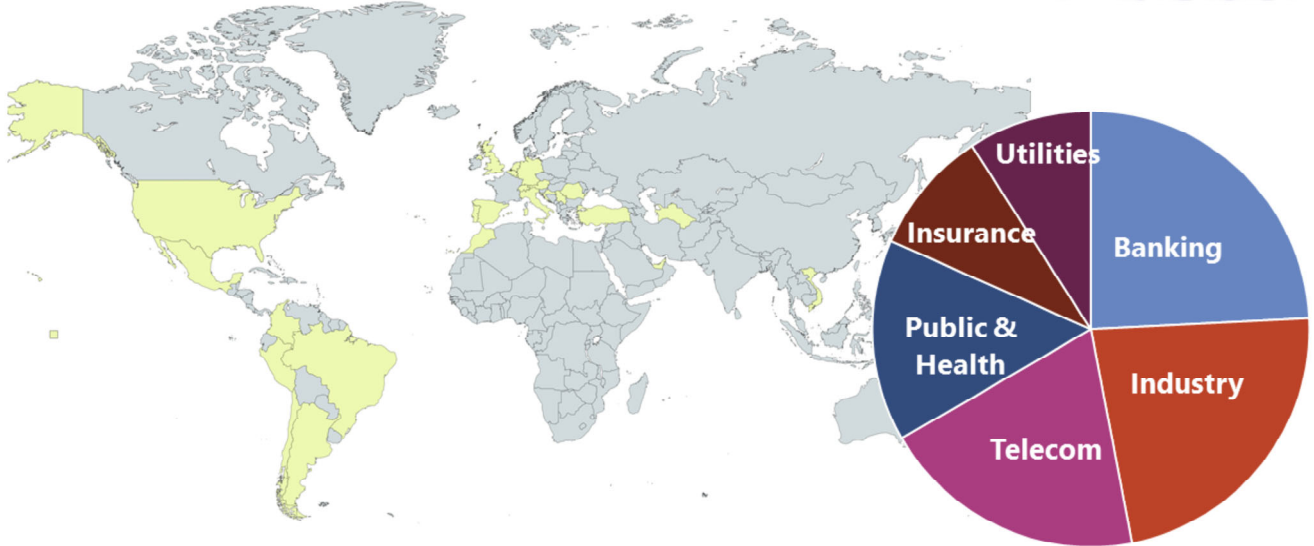 Utilities
Insurance
Banking
Public &
Health
Industry
Telecom